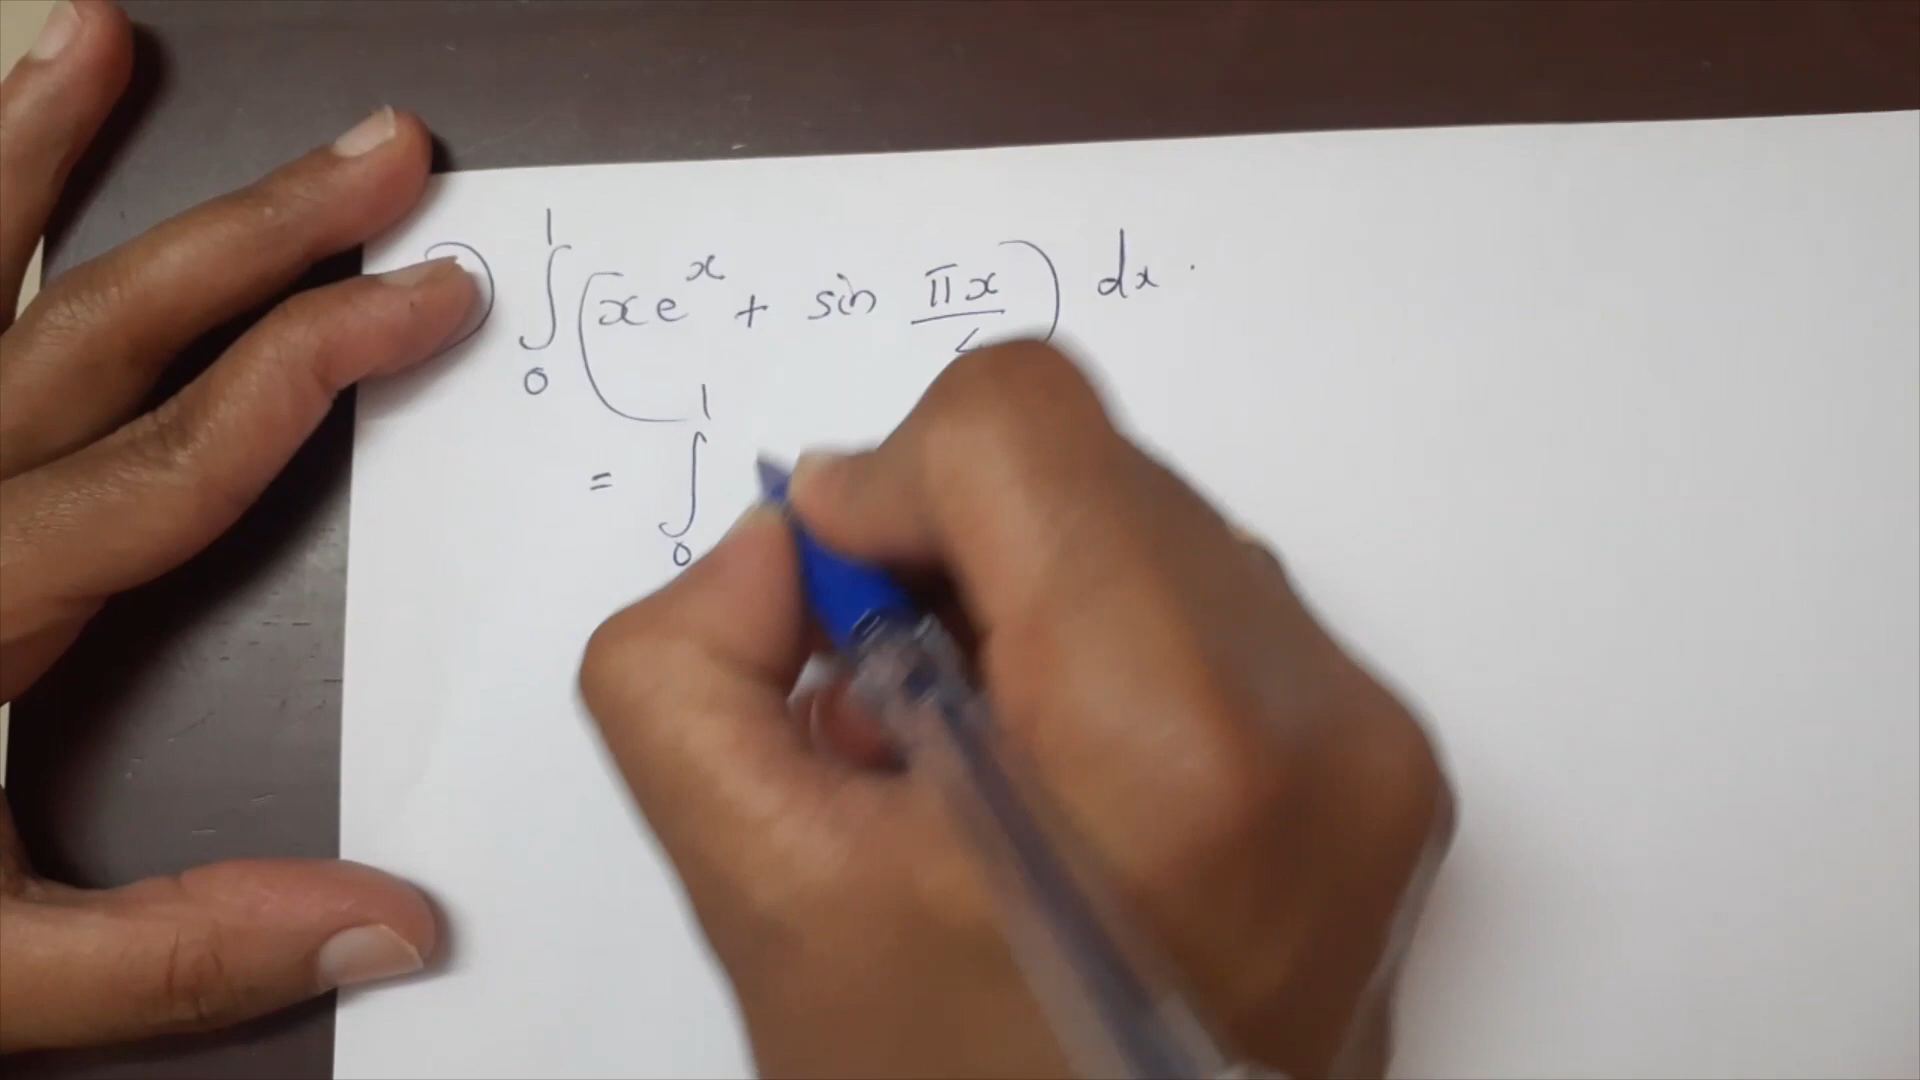 ∫₀¹ (xeˣ + sin πx/4) dx.
= ∫₀¹